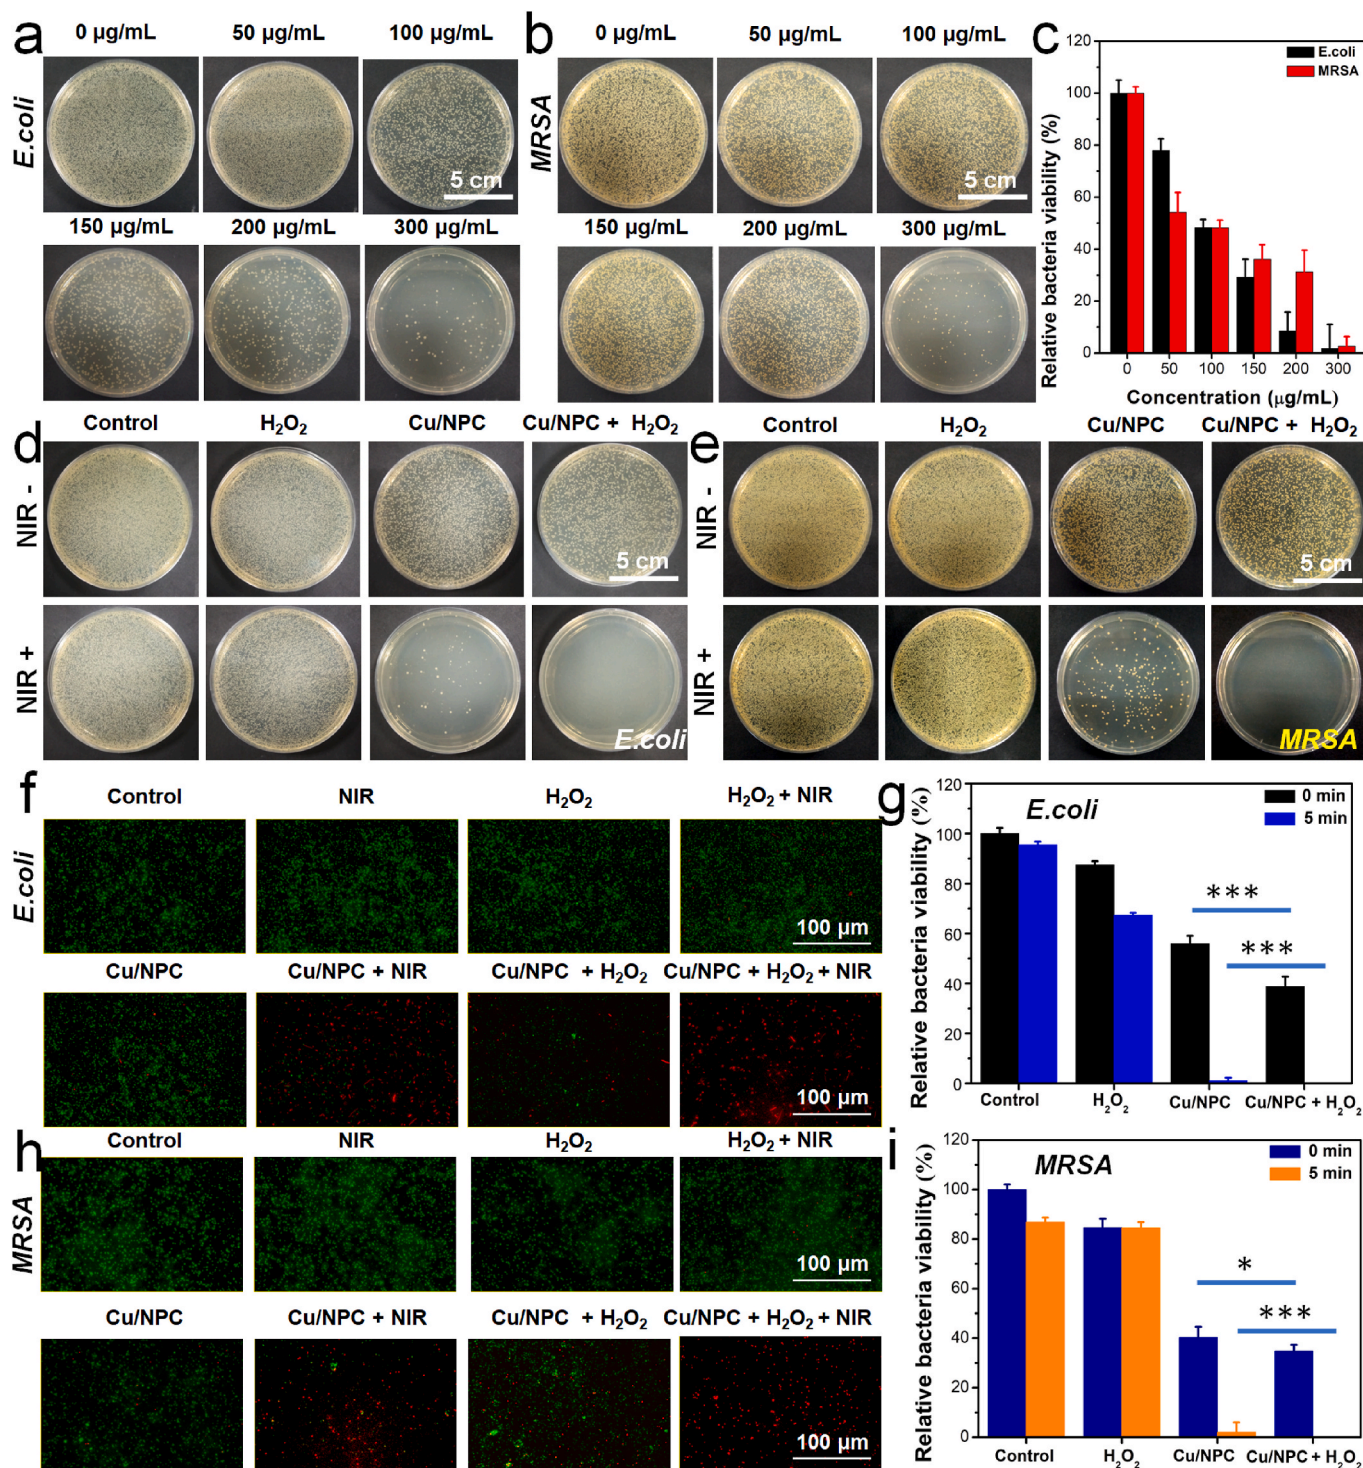 a
0 µg/mL
50 µg/mL
100 µg/mL
E.coli
5 cm
150 µg/mL
200 µg/mL
300 µg/mL
b
0 µg/mL
50 µg/mL
100 µg/mL
MRSA
5 cm
150 µg/mL
200 µg/mL
300 µg/mL
c
E.coli
MRSA
Relative bacteria viability (%)
120
100
80
60
40
20
0
0 50 100 150 200 300
Concentration (µg/mL)
d
Control
H₂O₂
Cu/NPC
Cu/NPC + H₂O₂
NIR -
5 cm
NIR +
E.coli
e
Control
H₂O₂
Cu/NPC
Cu/NPC + H₂O₂
NIR -
5 cm
NIR +
MRSA
f
Control
NIR
H₂O₂
H₂O₂ + NIR
E.coli
100 µm
Cu/NPC
Cu/NPC + NIR
Cu/NPC + H₂O₂
Cu/NPC + H₂O₂ + NIR
100 µm
g
E.coli
0 min
5 min
Relative bacteria viability (%)
120
100
80
60
40
20
0
***
***
Control
H₂O₂
Cu/NPC
Cu/NPC + H₂O₂
h
Control
NIR
H₂O₂
H₂O₂ + NIR
MRSA
100 µm
Cu/NPC
Cu/NPC + NIR
Cu/NPC + H₂O₂
Cu/NPC + H₂O₂ + NIR
100 µm
i
MRSA
0 min
5 min
Relative bacteria viability (%)
120
100
80
60
40
20
0
*
***
Control
H₂O₂
Cu/NPC
Cu/NPC + H₂O₂